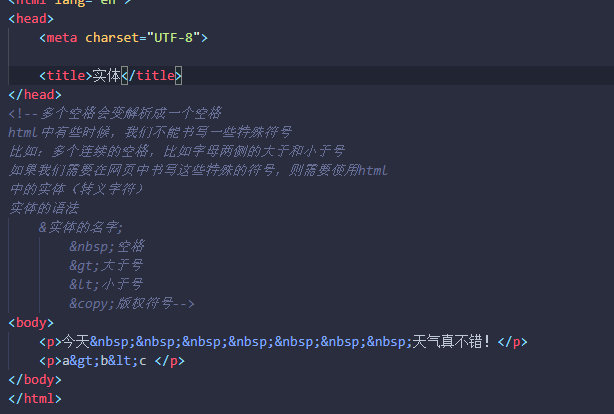 <html lang="en">
<head>
<meta charset="UTF-8">
<title>实体</title>
</head>
<!--多个空格会变解析成一个空格
html中有些时候，我们不能书写一些特殊符号
比如：多个连续的空格，比如字母两侧的大于和小于号
如果我们需要在网页中书写这些特殊的符号，则需要使用html
中的实体（转义字符）
实体的语法
&实体的名字;
&nbsp;空格
&gt;大于号
&lt;小于号
&copy;版权符号-->
<body>
<p>今天&nbsp;&nbsp;&nbsp;&nbsp;&nbsp;&nbsp;&nbsp;天气真不错！</p>
<p>a&gt;b&lt;c </p>
</body>
</html>